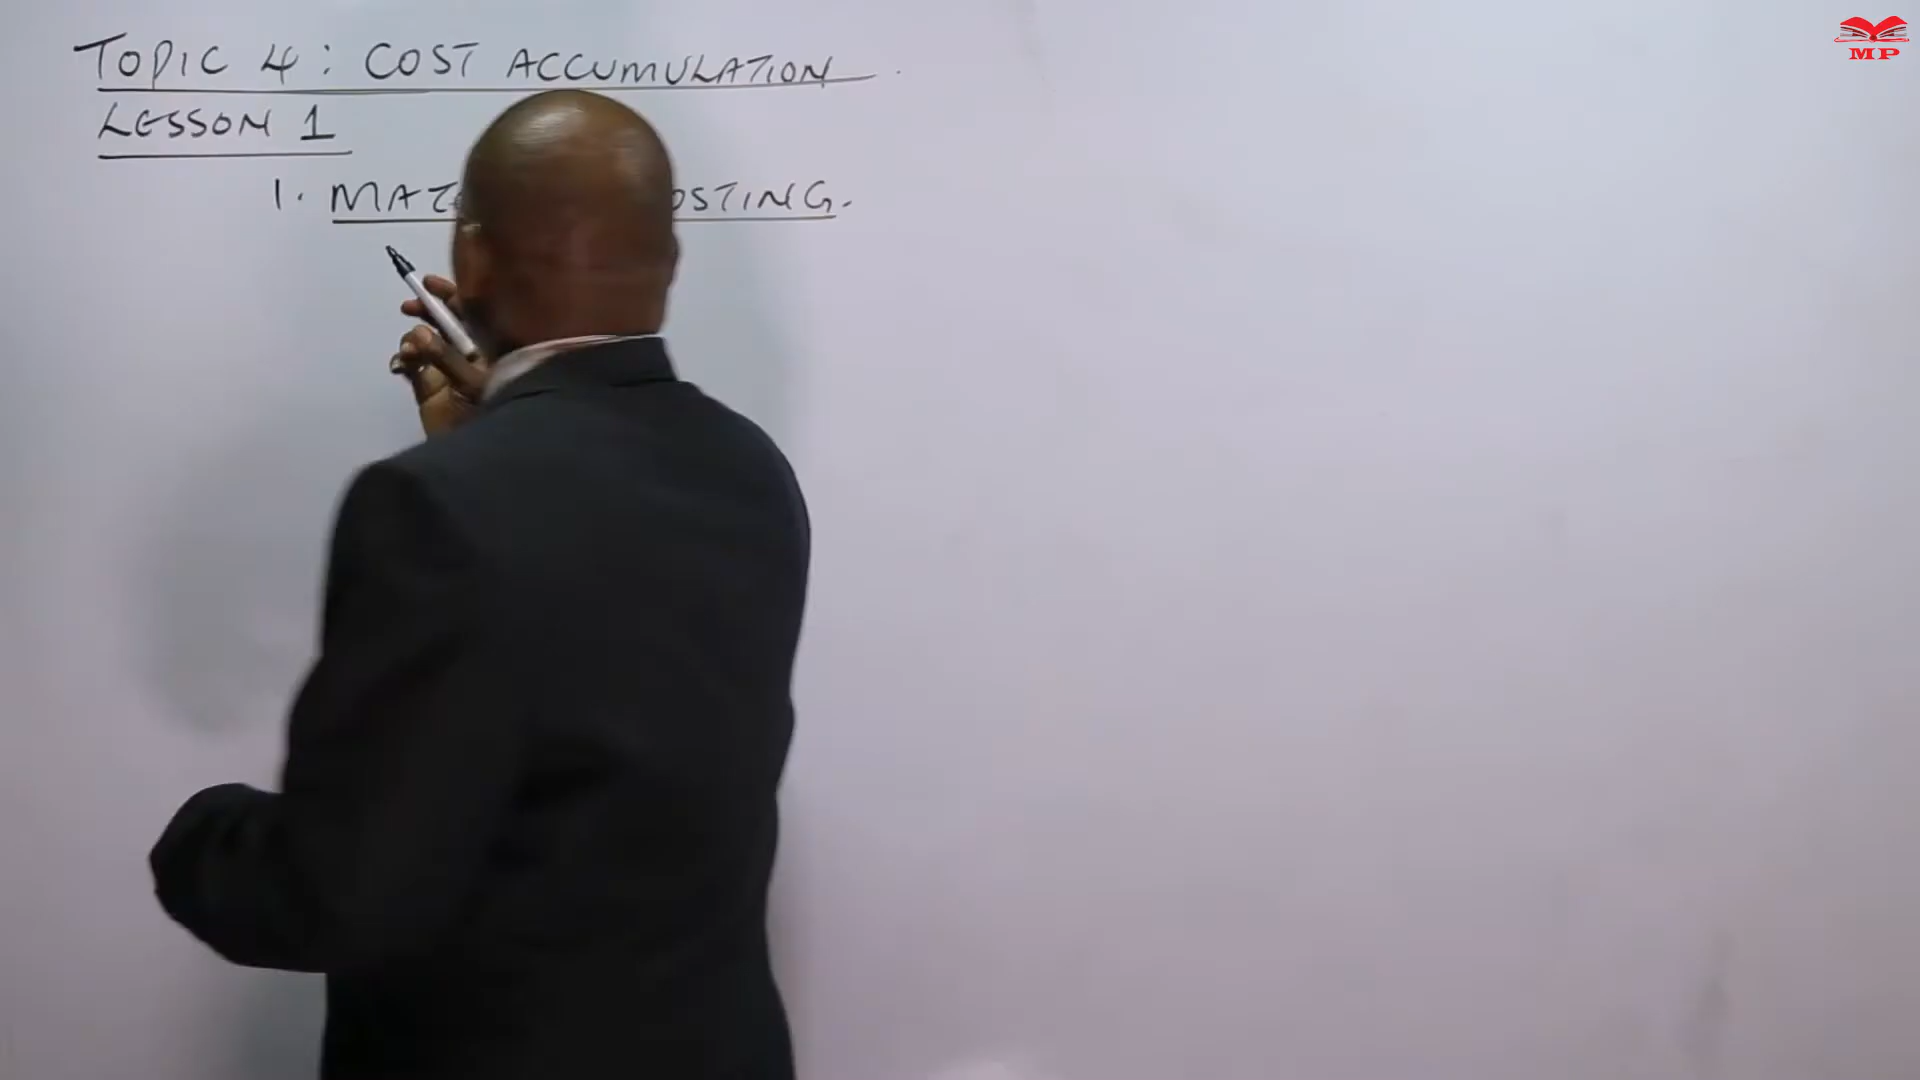 TOPIC 4: COST ACCUMULATION
LESSON 1
1. MAT OSTING.
MP